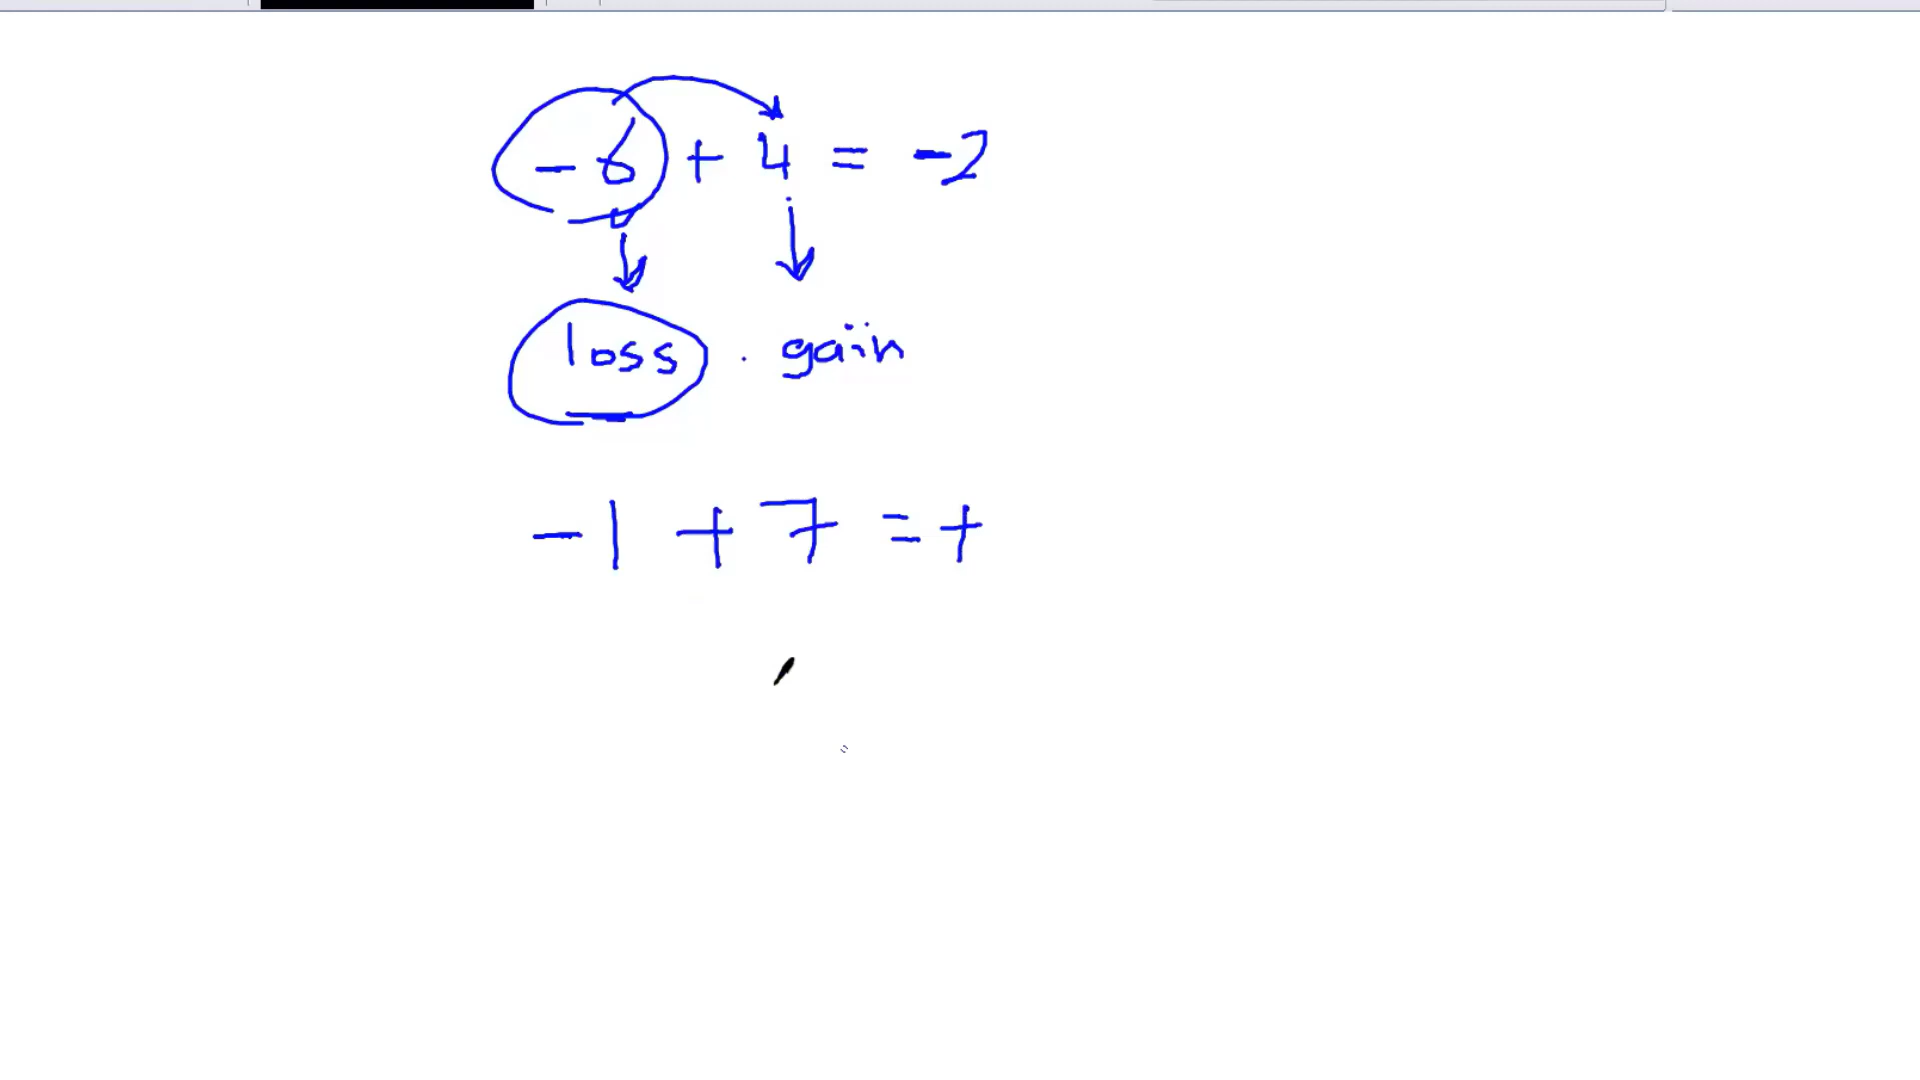 -6 + 4 = -2
loss . gain
-1 + 7 = +